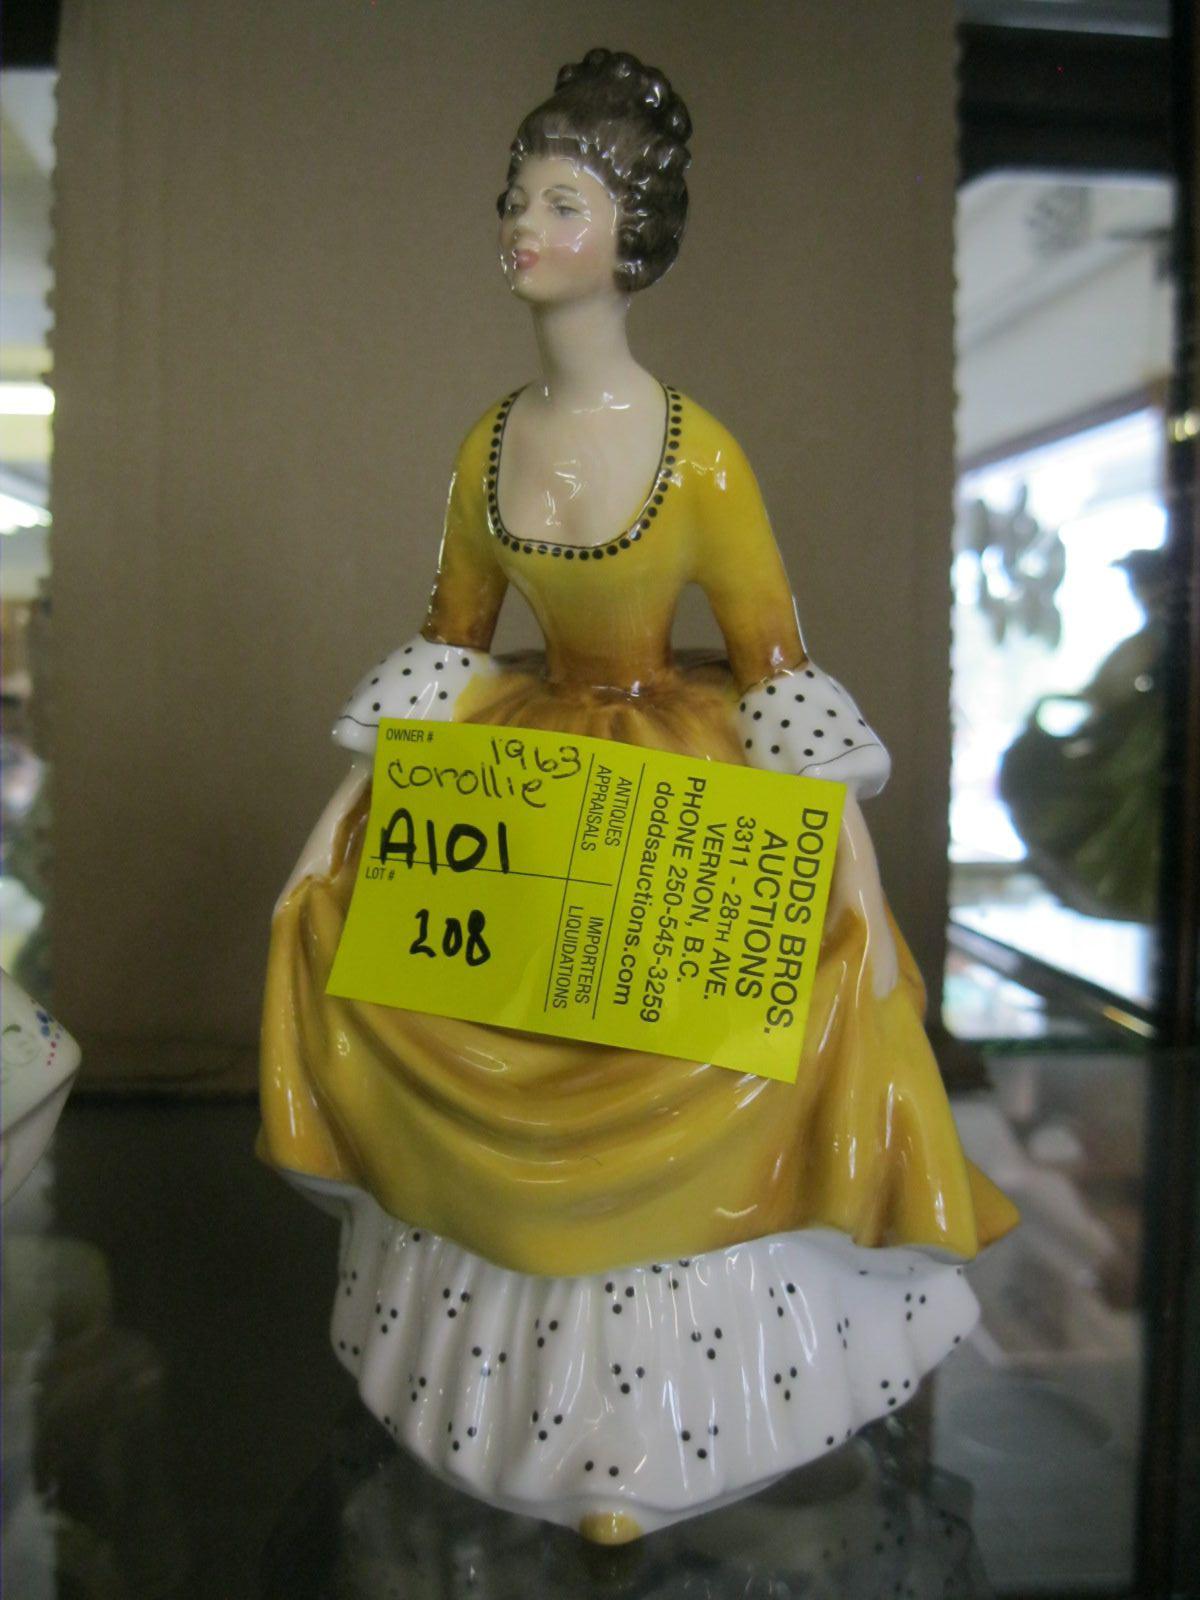 OWNER #
1963
corollie
A101
LOT #
208
ANTIQUES
APPRAISALS
IMPORTERS
LIQUIDATIONS
DODDS BROS.
AUCTIONS
3311 - 28TH AVE.
VERNON, B.C.
PHONE 250-545-3259
doddsauctions.com